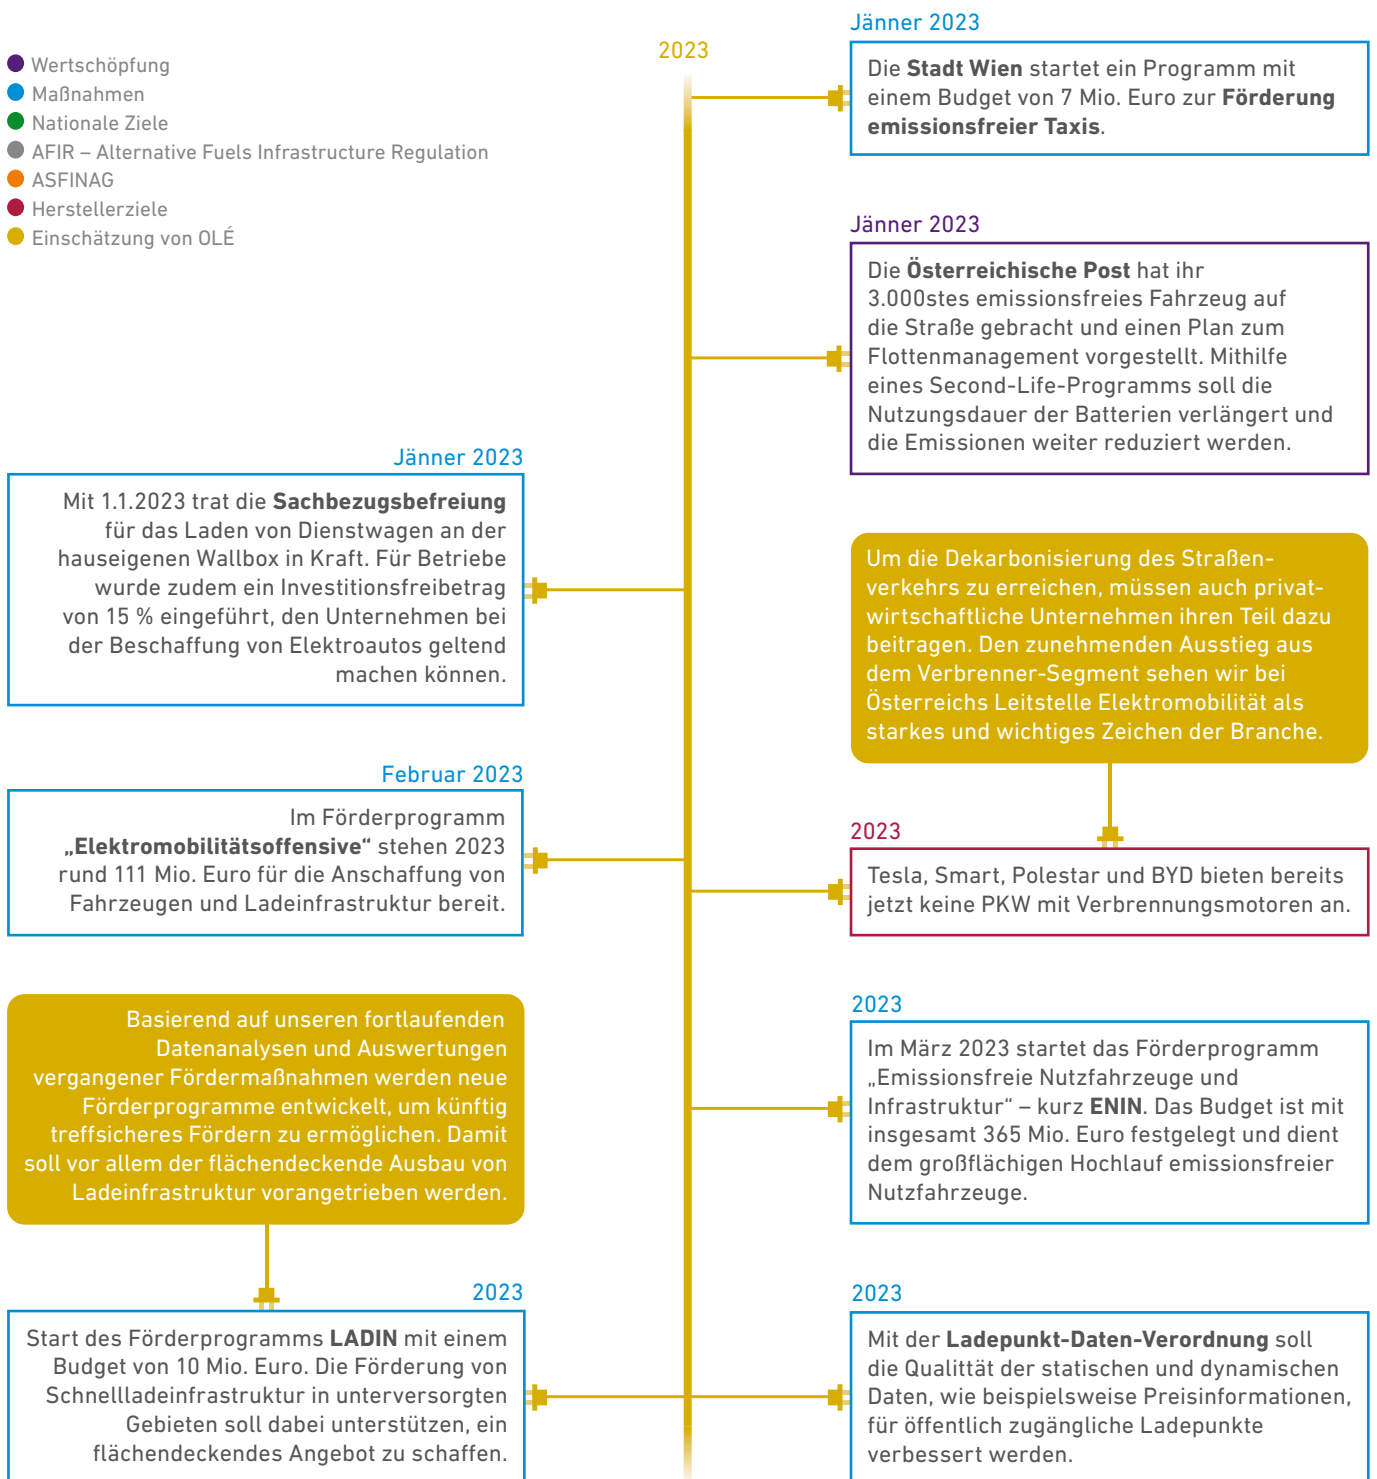 Wertschöpfung
Maßnahmen
Nationale Ziele
AFIR – Alternative Fuels Infrastructure Regulation
ASFINAG
Herstellerziele
Einschätzung von OLÉ
2023
Jänner 2023
Die Stadt Wien startet ein Programm mit
einem Budget von 7 Mio. Euro zur Förderung
emissionsfreier Taxis.
Jänner 2023
Die Österreichische Post hat ihr
3.000stes emissionsfreies Fahrzeug auf
die Straße gebracht und einen Plan zum
Flottenmanagement vorgestellt. Mithilfe
eines Second-Life-Programms soll die
Nutzungsdauer der Batterien verlängert und
die Emissionen weiter reduziert werden.
Jänner 2023
Mit 1.1.2023 trat die Sachbezugsbefreiung
für das Laden von Dienstwagen an der
hauseigenen Wallbox in Kraft. Für Betriebe
wurde zudem ein Investitionsfreibetrag
von 15 % eingeführt, den Unternehmen bei
der Beschaffung von Elektroautos geltend
machen können.
Um die Dekarbonisierung des Straßen-
verkehrs zu erreichen, müssen auch privat-
wirtschaftliche Unternehmen ihren Teil dazu
beitragen. Den zunehmenden Ausstieg aus
dem Verbrenner-Segment sehen wir bei
Österreichs Leitstelle Elektromobilität als
starkes und wichtiges Zeichen der Branche.
Februar 2023
Im Förderprogramm
„Elektromobilitätsoffensive“ stehen 2023
rund 111 Mio. Euro für die Anschaffung von
Fahrzeugen und Ladeinfrastruktur bereit.
2023
Tesla, Smart, Polestar und BYD bieten bereits
jetzt keine PKW mit Verbrennungsmotoren an.
Basierend auf unseren fortlaufenden
Datenanalysen und Auswertungen
vergangener Fördermaßnahmen werden neue
Förderprogramme entwickelt, um künftig
treffsicheres Fördern zu ermöglichen. Damit
soll vor allem der flächendeckende Ausbau von
Ladeinfrastruktur vorangetrieben werden.
2023
Im März 2023 startet das Förderprogramm
„Emissionsfreie Nutzfahrzeuge und
Infrastruktur“ – kurz ENIN. Das Budget ist mit
insgesamt 365 Mio. Euro festgelegt und dient
dem großflächigen Hochlauf emissionsfreier
Nutzfahrzeuge.
2023
Start des Förderprogramms LADIN mit einem
Budget von 10 Mio. Euro. Die Förderung von
Schnellladeinfrastruktur in unterversorgten
Gebieten soll dabei unterstützen, ein
flächendeckendes Angebot zu schaffen.
2023
Mit der Ladepunkt-Daten-Verordnung soll
die Qualittät der statischen und dynamischen
Daten, wie beispielsweise Preisinformationen,
für öffentlich zugängliche Ladepunkte
verbessert werden.